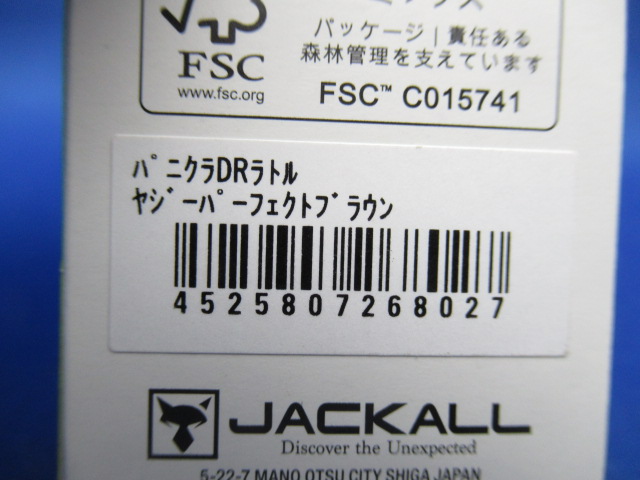 FSC
www.fsc.org
パッケージ | 責任ある
森林管理を支えています
FSC™ C015741
ﾊﾟﾆｸﾗDRﾗﾄﾙ
ﾔｼﾞｰﾊﾟｰﾌｪｸﾄﾌﾞﾗｳﾝ
4525807268027
JACKALL
Discover the Unexpected
5-22-7 MANO OTSU CITY SHIGA JAPAN